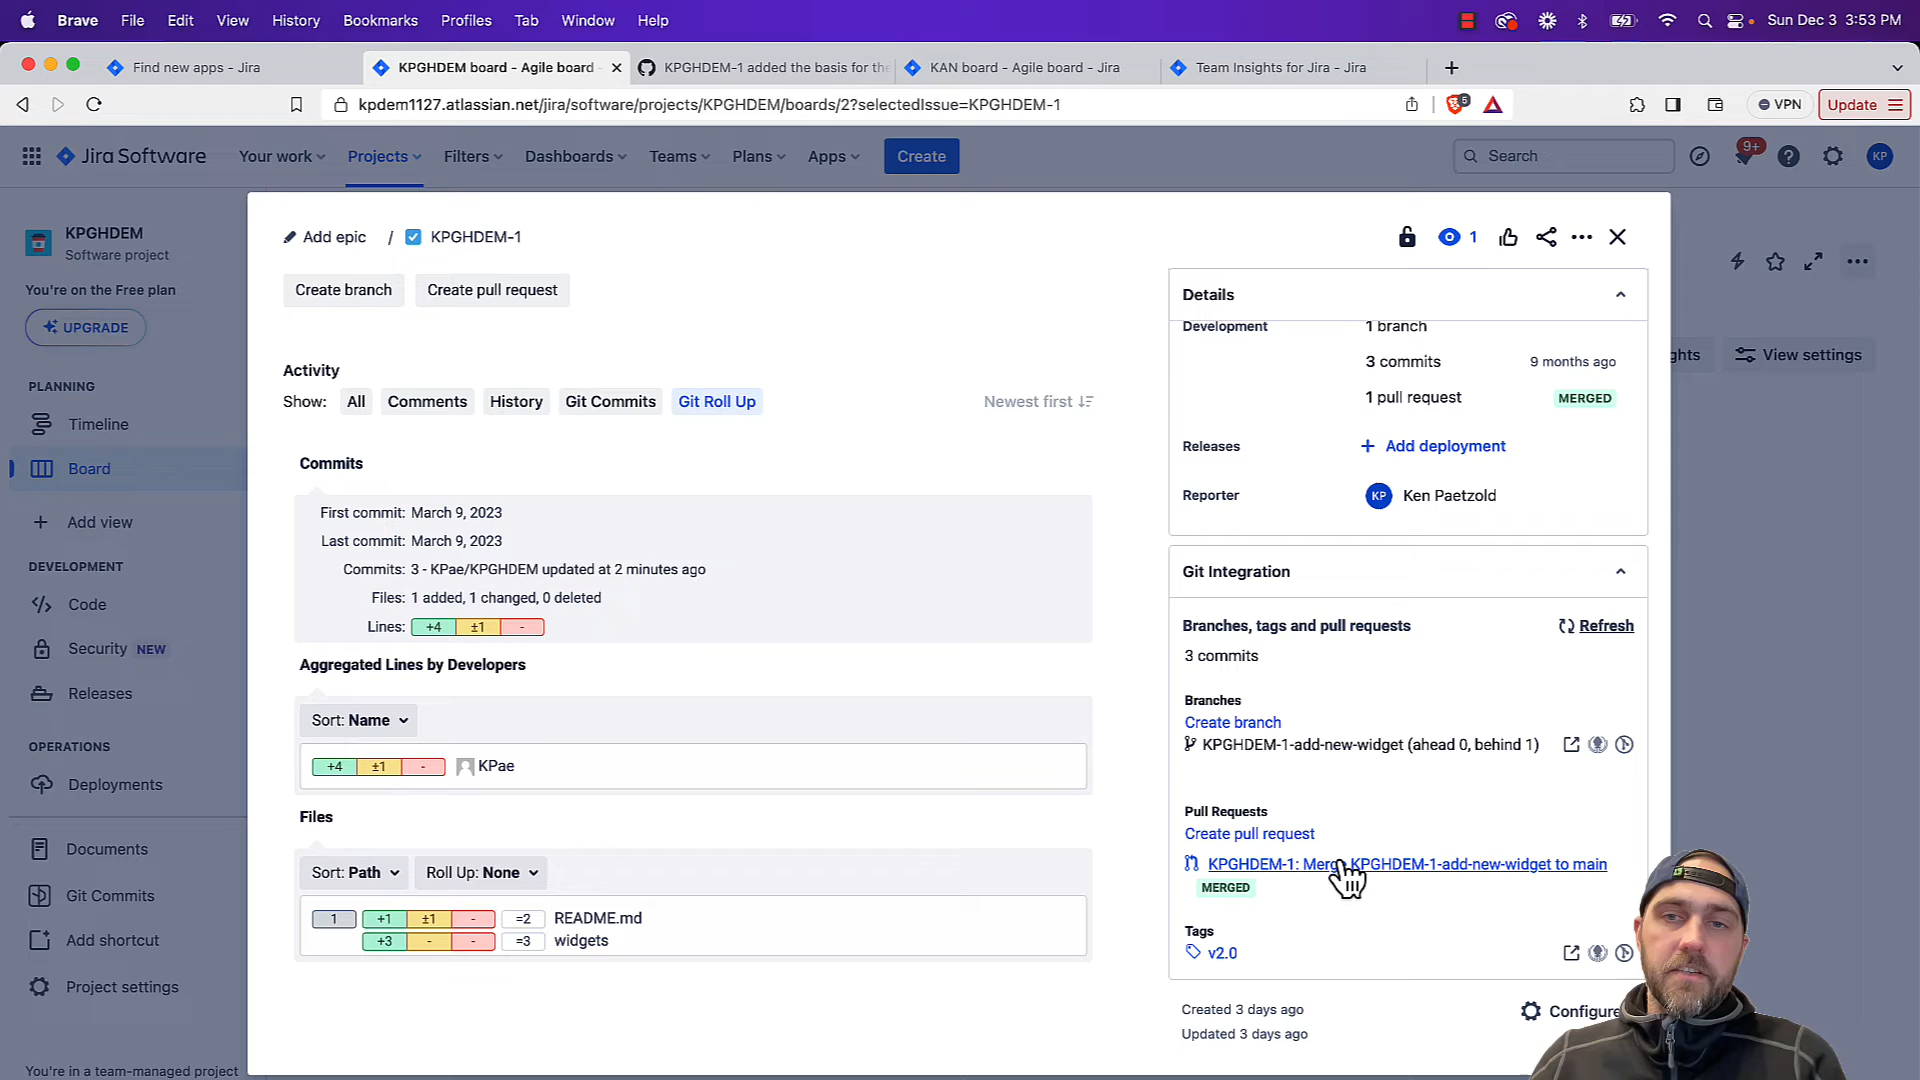 Brave File Edit View History Bookmarks Profiles Tab Window Help Sun Dec 3 3:53 PM
Find new apps - Jira KPGHDEM board - Agile board - KPGHDEM-1 added the basis for the KAN board - Agile board - Jira Team Insights for Jira - Jira
kpdem1127.atlassian.net/jira/software/projects/KPGHDEM/boards/2?selectedIssue=KPGHDEM-1 6 VPN Update
Jira Software Your work Projects Filters Dashboards Teams Plans Apps Create Search 9+ KP
KPGHDEM
Software project
You're on the Free plan
UPGRADE
PLANNING
Timeline
Board
Add view
DEVELOPMENT
Code
Security NEW
Releases
OPERATIONS
Deployments
Documents
Git Commits
Add shortcut
Project settings
You're in a team-managed project
Add epic / KPGHDEM-1 1
Create branch Create pull request
Activity
Show: All Comments History Git Commits Git Roll Up Newest first
Commits
First commit: March 9, 2023
Last commit: March 9, 2023
Commits: 3 - KPae/KPGHDEM updated at 2 minutes ago
Files: 1 added, 1 changed, 0 deleted
Lines: +4 ±1 -
Aggregated Lines by Developers
Sort: Name
+4 ±1 - KPae
Files
Sort: Path Roll Up: None
1 +1 ±1 - =2 README.md
+3 - - =3 widgets
Details
Development 1 branch
3 commits 9 months ago
1 pull request MERGED
Releases + Add deployment
Reporter KP Ken Paetzold
Git Integration
Branches, tags and pull requests Refresh
3 commits
Branches
Create branch
KPGHDEM-1-add-new-widget (ahead 0, behind 1)
Pull Requests
Create pull request
KPGHDEM-1: Merge KPGHDEM-1-add-new-widget to main
MERGED
Tags
v2.0
Created 3 days ago Configure
Updated 3 days ago
ghts View settings